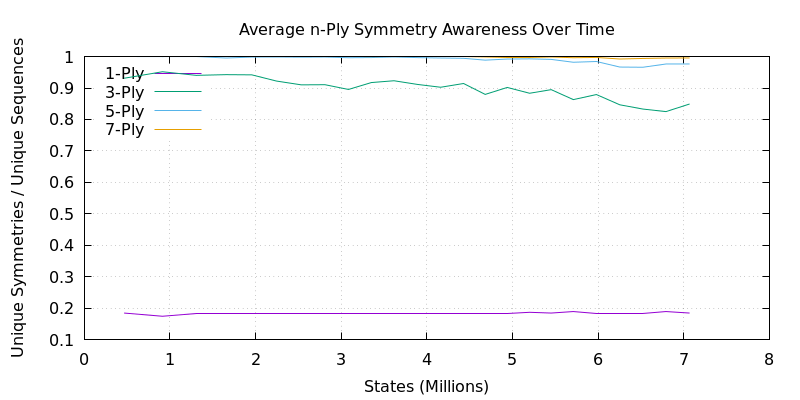 Average n-Ply Symmetry Awareness Over Time
Unique Symmetries / Unique Sequences
1
0.9
0.8
0.7
0.6
0.5
0.4
0.3
0.2
0.1
1-Ply
3-Ply
5-Ply
7-Ply
0 1 2 3 4 5 6 7 8
States (Millions)